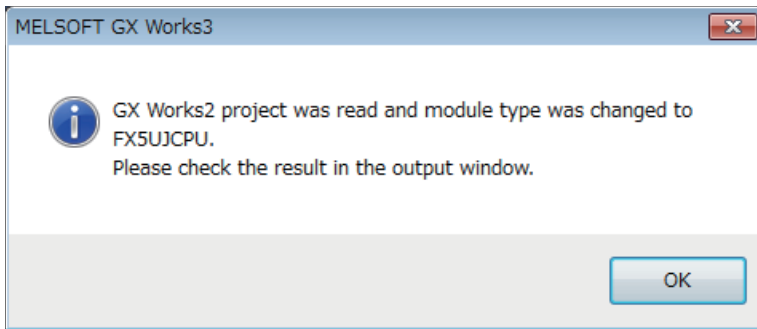 MELSOFT GX Works3
GX Works2 project was read and module type was changed to
FX5UJCPU.
Please check the result in the output window.
OK